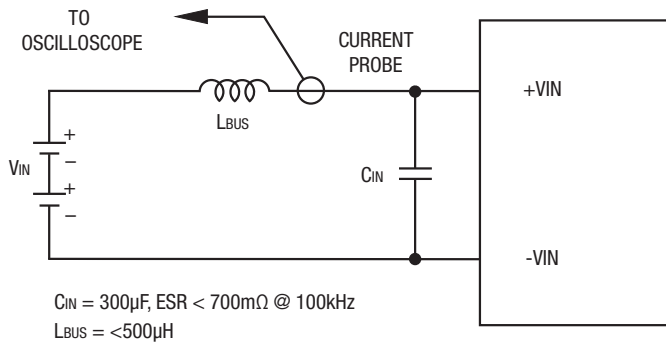 TO
OSCILLOSCOPE
CURRENT
PROBE
+VIN
LBUS
+
VIN
−
+
−
CIN
-VIN
CIN = 300µF, ESR < 700mΩ @ 100kHz
LBUS = <500µH